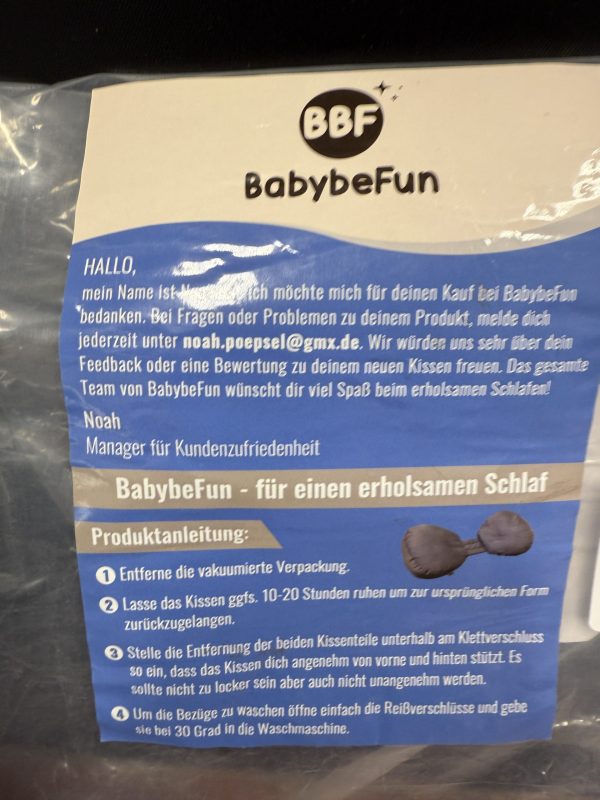 BBF
BabybeFun
HALLO,
mein Name ist ich möchte mich für deinen Kauf bei BabybeFun
bedanken. Bei Fragen oder Problemen zu deinem Produkt, melde dich
jederzeit unter noah.poepsel@gmx.de. Wir würden uns sehr über dein
Feedback oder eine Bewertung zu deinem neuen Kissen freuen. Das gesamte
Team von BabybeFun wünscht dir viel Spaß beim erholsamen Schlafen!
Noah
Manager für Kundenzufriedenheit
BabybeFun - für einen erholsamen Schlaf
Produktanleitung:
1 Entferne die vakuumierte Verpackung.
2 Lasse das Kissen ggfs. 10-20 Stunden ruhen um zur ursprünglichen Form
zurückzugelangen.
3 Stelle die Entfernung der beiden Kissenteile unterhalb am Klettverschluss
so ein, dass das Kissen dich angenehm von vorne und hinten stützt. Es
sollte nicht zu locker sein aber auch nicht unangenehm werden.
4 Um die Bezüge zu waschen öffne einfach die Reißverschlüsse und gebe
sie bei 30 Grad in die Waschmaschine.